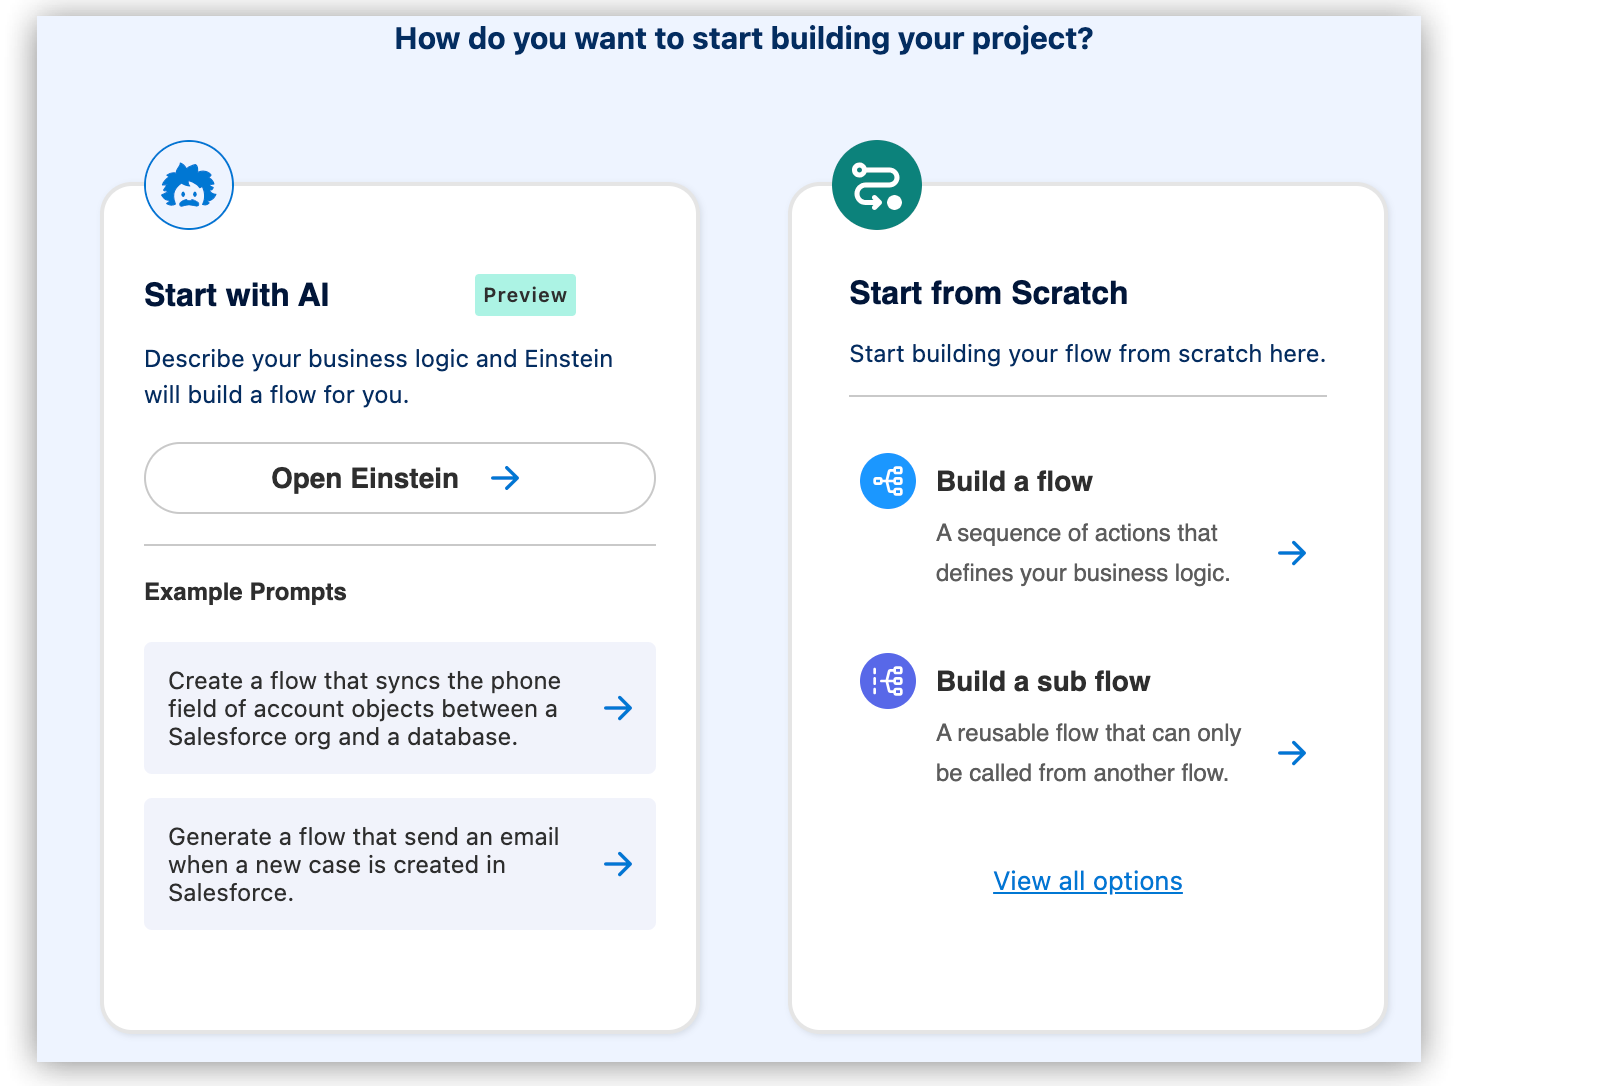 How do you want to start building your project?
Start with AI
Preview
Describe your business logic and Einstein
will build a flow for you.
Open Einstein
Example Prompts
Create a flow that syncs the phone
field of account objects between a
Salesforce org and a database.
Generate a flow that send an email
when a new case is created in
Salesforce.
Start from Scratch
Start building your flow from scratch here.
Build a flow
A sequence of actions that
defines your business logic.
Build a sub flow
A reusable flow that can only
be called from another flow.
View all options